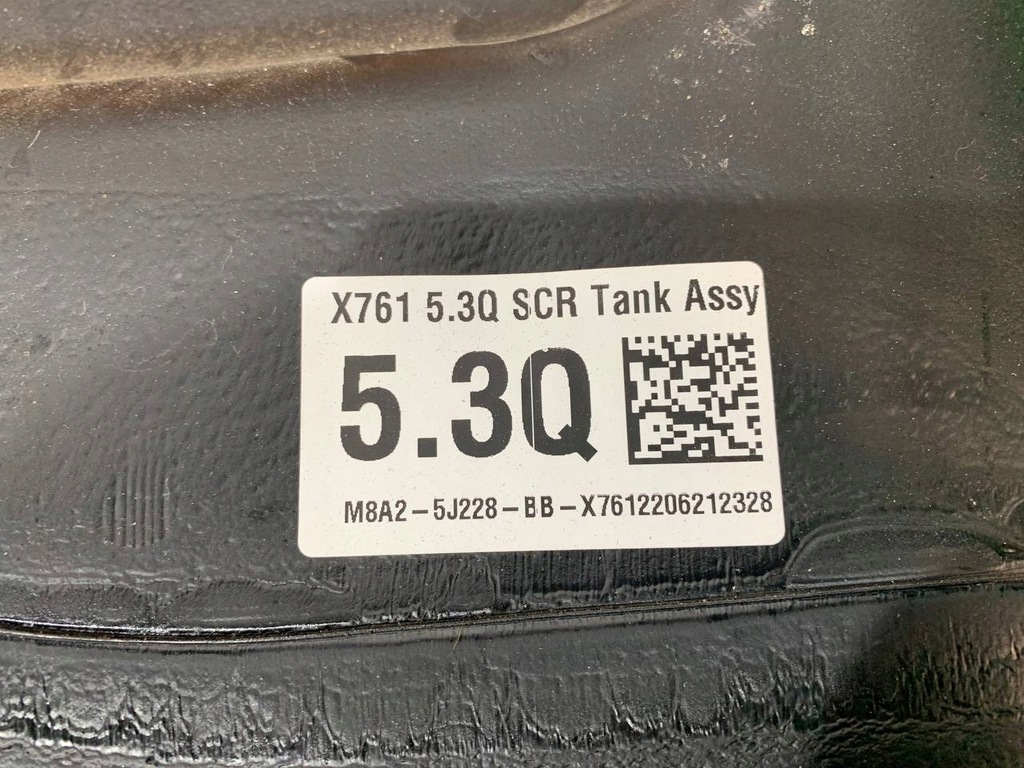 X761 5.3Q SCR Tank Assy
5.3Q
M8A2-5J228-BB-X7612206212328